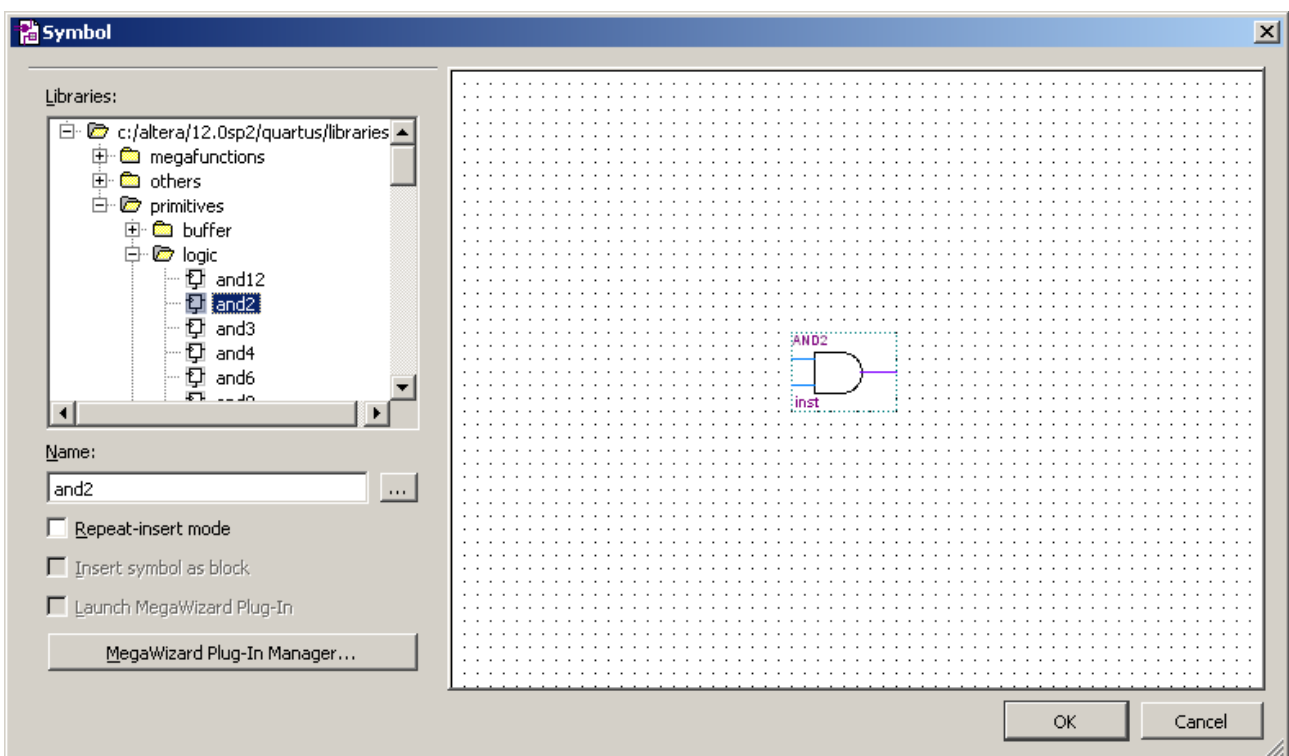 Symbol
Libraries:
c:/altera/12.0sp2/quartus/libraries
megafunctions
others
primitives
buffer
logic
and12
and2
and3
and4
and6
Name:
and2
...
Repeat-insert mode
Insert symbol as block
Launch MegaWizard Plug-In
MegaWizard Plug-In Manager...
AND2
inst
OK
Cancel